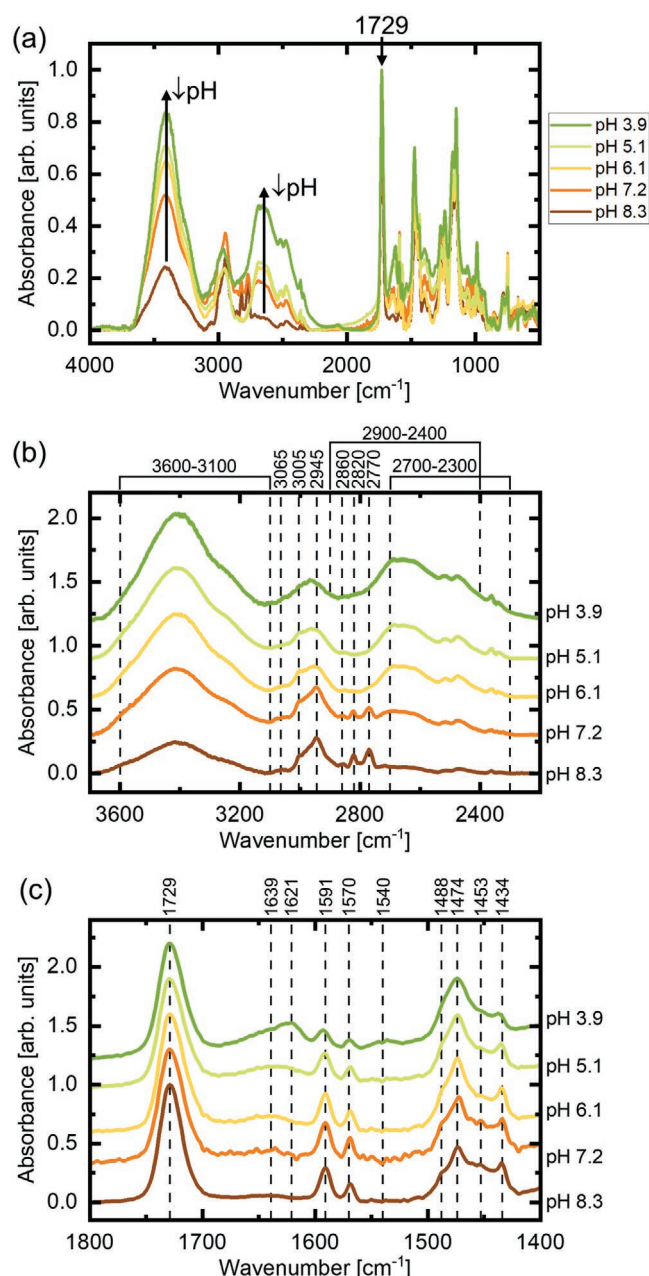 (a)
1729
↓pH
↓pH
Absorbance [arb. units]
1.0
0.8
0.6
0.4
0.2
0.0
4000 3000 2000 1000
Wavenumber [cm⁻¹]
pH 3.9
pH 5.1
pH 6.1
pH 7.2
pH 8.3
(b)
2900-2400
3600-3100
3065
3005
2945
2860
2820
2770
2700-2300
Absorbance [arb. units]
2.0
1.5
1.0
0.5
0.0
pH 3.9
pH 5.1
pH 6.1
pH 7.2
pH 8.3
3600 3200 2800 2400
Wavenumber [cm⁻¹]
(c)
1729
1639
1621
1591
1570
1540
1488
1474
1453
1434
Absorbance [arb. units]
2.0
1.5
1.0
0.5
0.0
pH 3.9
pH 5.1
pH 6.1
pH 7.2
pH 8.3
1800 1700 1600 1500 1400
Wavenumber [cm⁻¹]